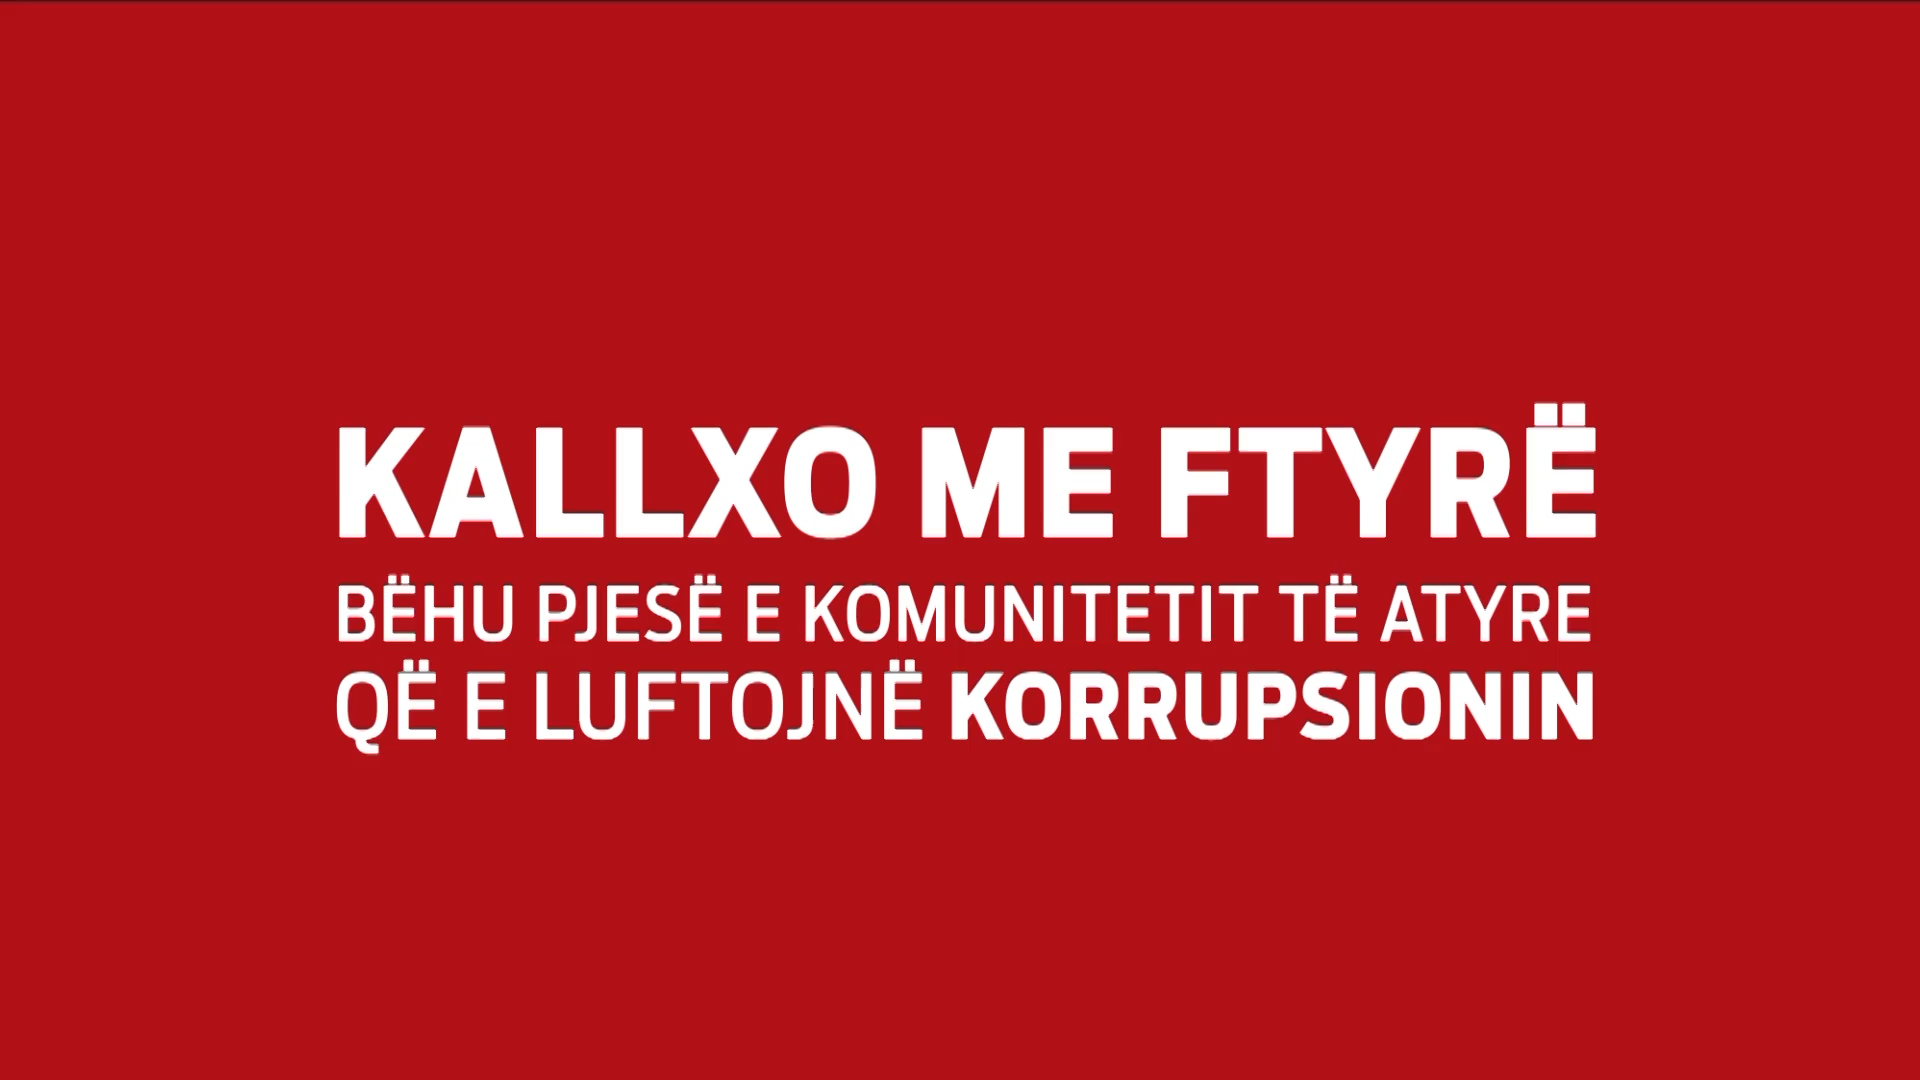 KALLXO ME FTYRË
BËHU PJESË E KOMUNITETIT TË ATYRE
QË E LUFTOJNË KORRUPSIONIN